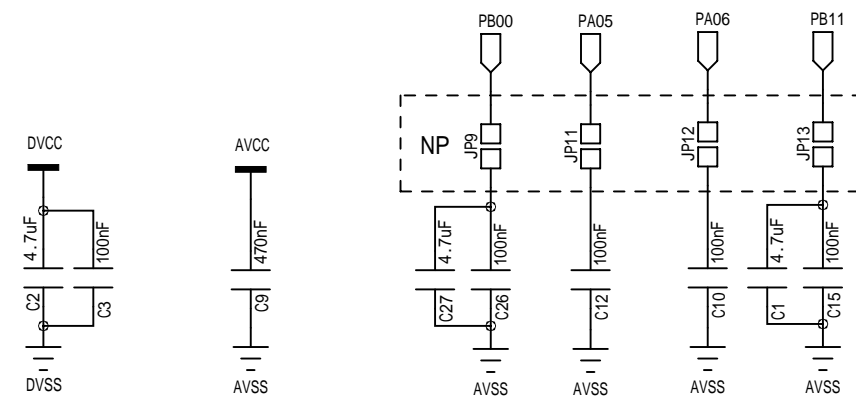 PB00 PA05 PA06 PB11
DVCC AVCC
NP JP9 JP11 JP12 JP13
4.7uF 100nF 470nF 4.7uF 100nF 100nF 100nF 4.7uF 100nF
C2 C3 C9 C27 C26 C12 C10 C1 C15
DVSS AVSS AVSS AVSS AVSS AVSS